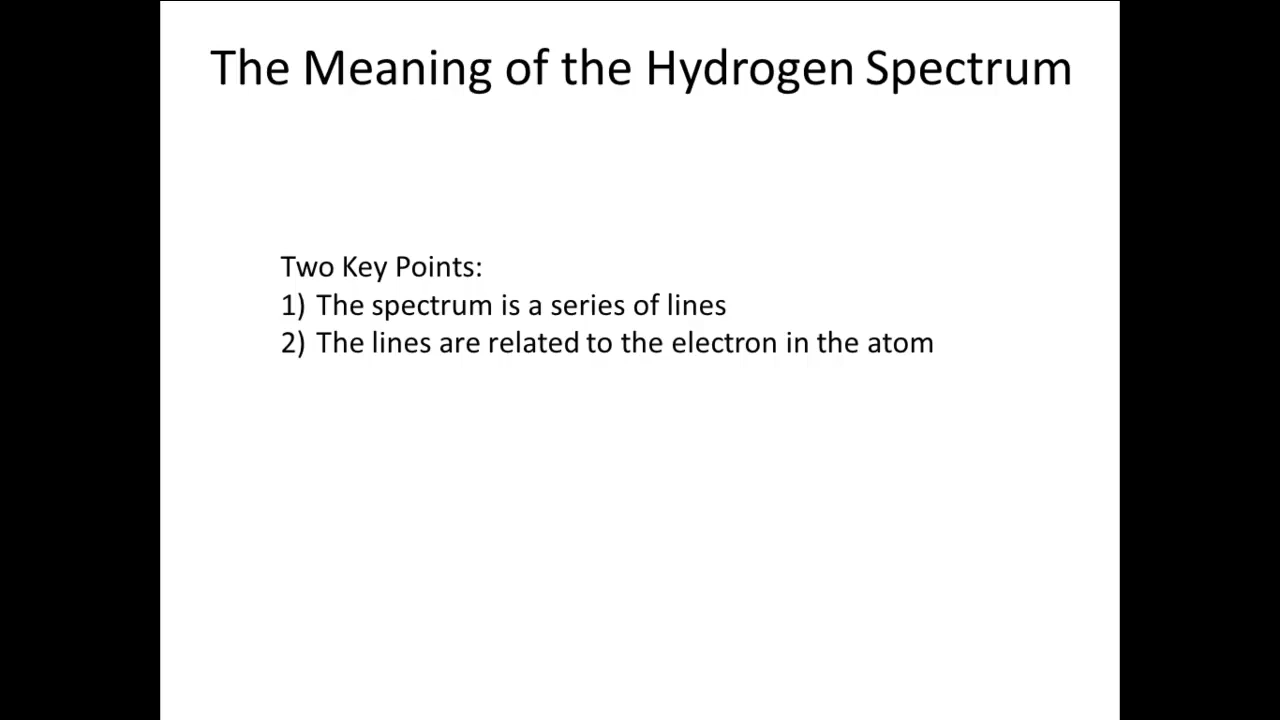 The Meaning of the Hydrogen Spectrum
Two Key Points:
1) The spectrum is a series of lines
2) The lines are related to the electron in the atom